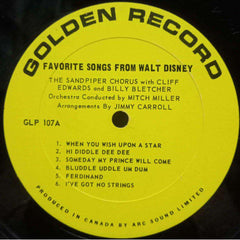 GOLDEN RECORD
FAVORITE SONGS FROM WALT DISNEY
THE SANDPIPER CHORUS with CLIFF
EDWARDS and BILLY BLETCHER
Orchestra Conducted by MITCH MILLER
Arrangements By JIMMY CARROLL
GLP 107A
1. WHEN YOU WISH UPON A STAR
2. HI DIDDLE DEE DEE
3. SOMEDAY MY PRINCE WILL COME
4. BLUDDLE UDDLE UM DUM
5. FERDINAND
6. I'VE GOT NO STRINGS
PRODUCED IN CANADA BY ARC SOUND LIMITED